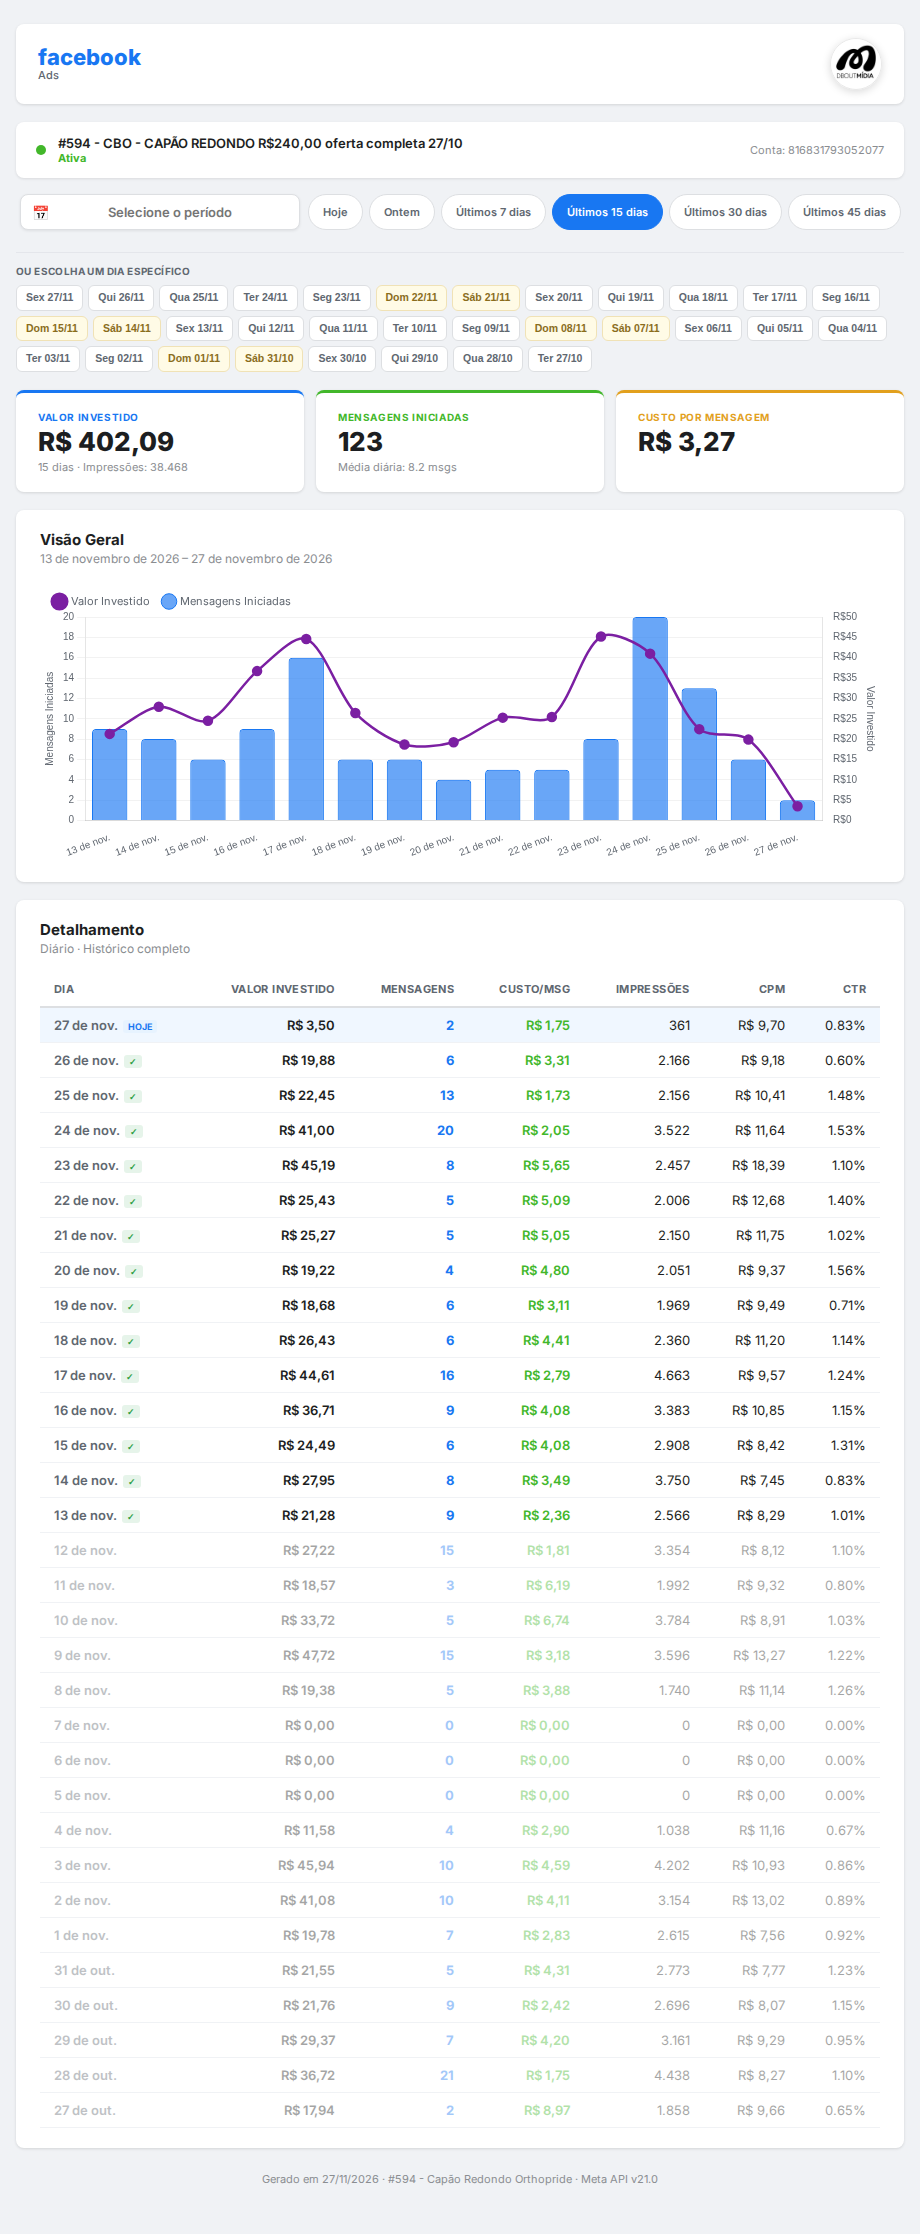 facebook
Ads
DBOUTMÍDIA
#594 - CBO - CAPÃO REDONDO R$240,00 oferta completa 27/10
Ativa
Conta: 816831793052077
📅 Selecione o período Hoje Ontem Últimos 7 dias Últimos 15 dias Últimos 30 dias Últimos 45 dias
OU ESCOLHA UM DIA ESPECÍFICO
Sex 27/11 Qui 26/11 Qua 25/11 Ter 24/11 Seg 23/11 Dom 22/11 Sáb 21/11 Sex 20/11 Qui 19/11 Qua 18/11 Ter 17/11 Seg 16/11
Dom 15/11 Sáb 14/11 Sex 13/11 Qui 12/11 Qua 11/11 Ter 10/11 Seg 09/11 Dom 08/11 Sáb 07/11 Sex 06/11 Qui 05/11 Qua 04/11
Ter 03/11 Seg 02/11 Dom 01/11 Sáb 31/10 Sex 30/10 Qui 29/10 Qua 28/10 Ter 27/10
VALOR INVESTIDO
R$ 402,09
15 dias · Impressões: 38.468
MENSAGENS INICIADAS
123
Média diária: 8.2 msgs
CUSTO POR MENSAGEM
R$ 3,27
Visão Geral
13 de novembro de 2026 – 27 de novembro de 2026
Valor Investido Mensagens Iniciadas
Mensagens Iniciadas
20
18
16
14
12
10
8
6
4
2
0
R$50
R$45
R$40
R$35
R$30
R$25
R$20
R$15
R$10
R$5
R$0
Valor Investido
13 de nov. 14 de nov. 15 de nov. 16 de nov. 17 de nov. 18 de nov. 19 de nov. 20 de nov. 21 de nov. 22 de nov. 23 de nov. 24 de nov. 25 de nov. 26 de nov. 27 de nov.
Detalhamento
Diário · Histórico completo
DIA VALOR INVESTIDO MENSAGENS CUSTO/MSG IMPRESSÕES CPM CTR
27 de nov. HOJE R$ 3,50 2 R$ 1,75 361 R$ 9,70 0.83%
26 de nov. ✓ R$ 19,88 6 R$ 3,31 2.166 R$ 9,18 0.60%
25 de nov. ✓ R$ 22,45 13 R$ 1,73 2.156 R$ 10,41 1.48%
24 de nov. ✓ R$ 41,00 20 R$ 2,05 3.522 R$ 11,64 1.53%
23 de nov. ✓ R$ 45,19 8 R$ 5,65 2.457 R$ 18,39 1.10%
22 de nov. ✓ R$ 25,43 5 R$ 5,09 2.006 R$ 12,68 1.40%
21 de nov. ✓ R$ 25,27 5 R$ 5,05 2.150 R$ 11,75 1.02%
20 de nov. ✓ R$ 19,22 4 R$ 4,80 2.051 R$ 9,37 1.56%
19 de nov. ✓ R$ 18,68 6 R$ 3,11 1.969 R$ 9,49 0.71%
18 de nov. ✓ R$ 26,43 6 R$ 4,41 2.360 R$ 11,20 1.14%
17 de nov. ✓ R$ 44,61 16 R$ 2,79 4.663 R$ 9,57 1.24%
16 de nov. ✓ R$ 36,71 9 R$ 4,08 3.383 R$ 10,85 1.15%
15 de nov. ✓ R$ 24,49 6 R$ 4,08 2.908 R$ 8,42 1.31%
14 de nov. ✓ R$ 27,95 8 R$ 3,49 3.750 R$ 7,45 0.83%
13 de nov. ✓ R$ 21,28 9 R$ 2,36 2.566 R$ 8,29 1.01%
12 de nov. R$ 27,22 15 R$ 1,81 3.354 R$ 8,12 1.10%
11 de nov. R$ 18,57 3 R$ 6,19 1.992 R$ 9,32 0.80%
10 de nov. R$ 33,72 5 R$ 6,74 3.784 R$ 8,91 1.03%
9 de nov. R$ 47,72 15 R$ 3,18 3.596 R$ 13,27 1.22%
8 de nov. R$ 19,38 5 R$ 3,88 1.740 R$ 11,14 1.26%
7 de nov. R$ 0,00 0 R$ 0,00 0 R$ 0,00 0.00%
6 de nov. R$ 0,00 0 R$ 0,00 0 R$ 0,00 0.00%
5 de nov. R$ 0,00 0 R$ 0,00 0 R$ 0,00 0.00%
4 de nov. R$ 11,58 4 R$ 2,90 1.038 R$ 11,16 0.67%
3 de nov. R$ 45,94 10 R$ 4,59 4.202 R$ 10,93 0.86%
2 de nov. R$ 41,08 10 R$ 4,11 3.154 R$ 13,02 0.89%
1 de nov. R$ 19,78 7 R$ 2,83 2.615 R$ 7,56 0.92%
31 de out. R$ 21,55 5 R$ 4,31 2.773 R$ 7,77 1.23%
30 de out. R$ 21,76 9 R$ 2,42 2.696 R$ 8,07 1.15%
29 de out. R$ 29,37 7 R$ 4,20 3.161 R$ 9,29 0.95%
28 de out. R$ 36,72 21 R$ 1,75 4.438 R$ 8,27 1.10%
27 de out. R$ 17,94 2 R$ 8,97 1.858 R$ 9,66 0.65%
Gerado em 27/11/2026 · #594 - Capão Redondo Orthopride · Meta API v21.0